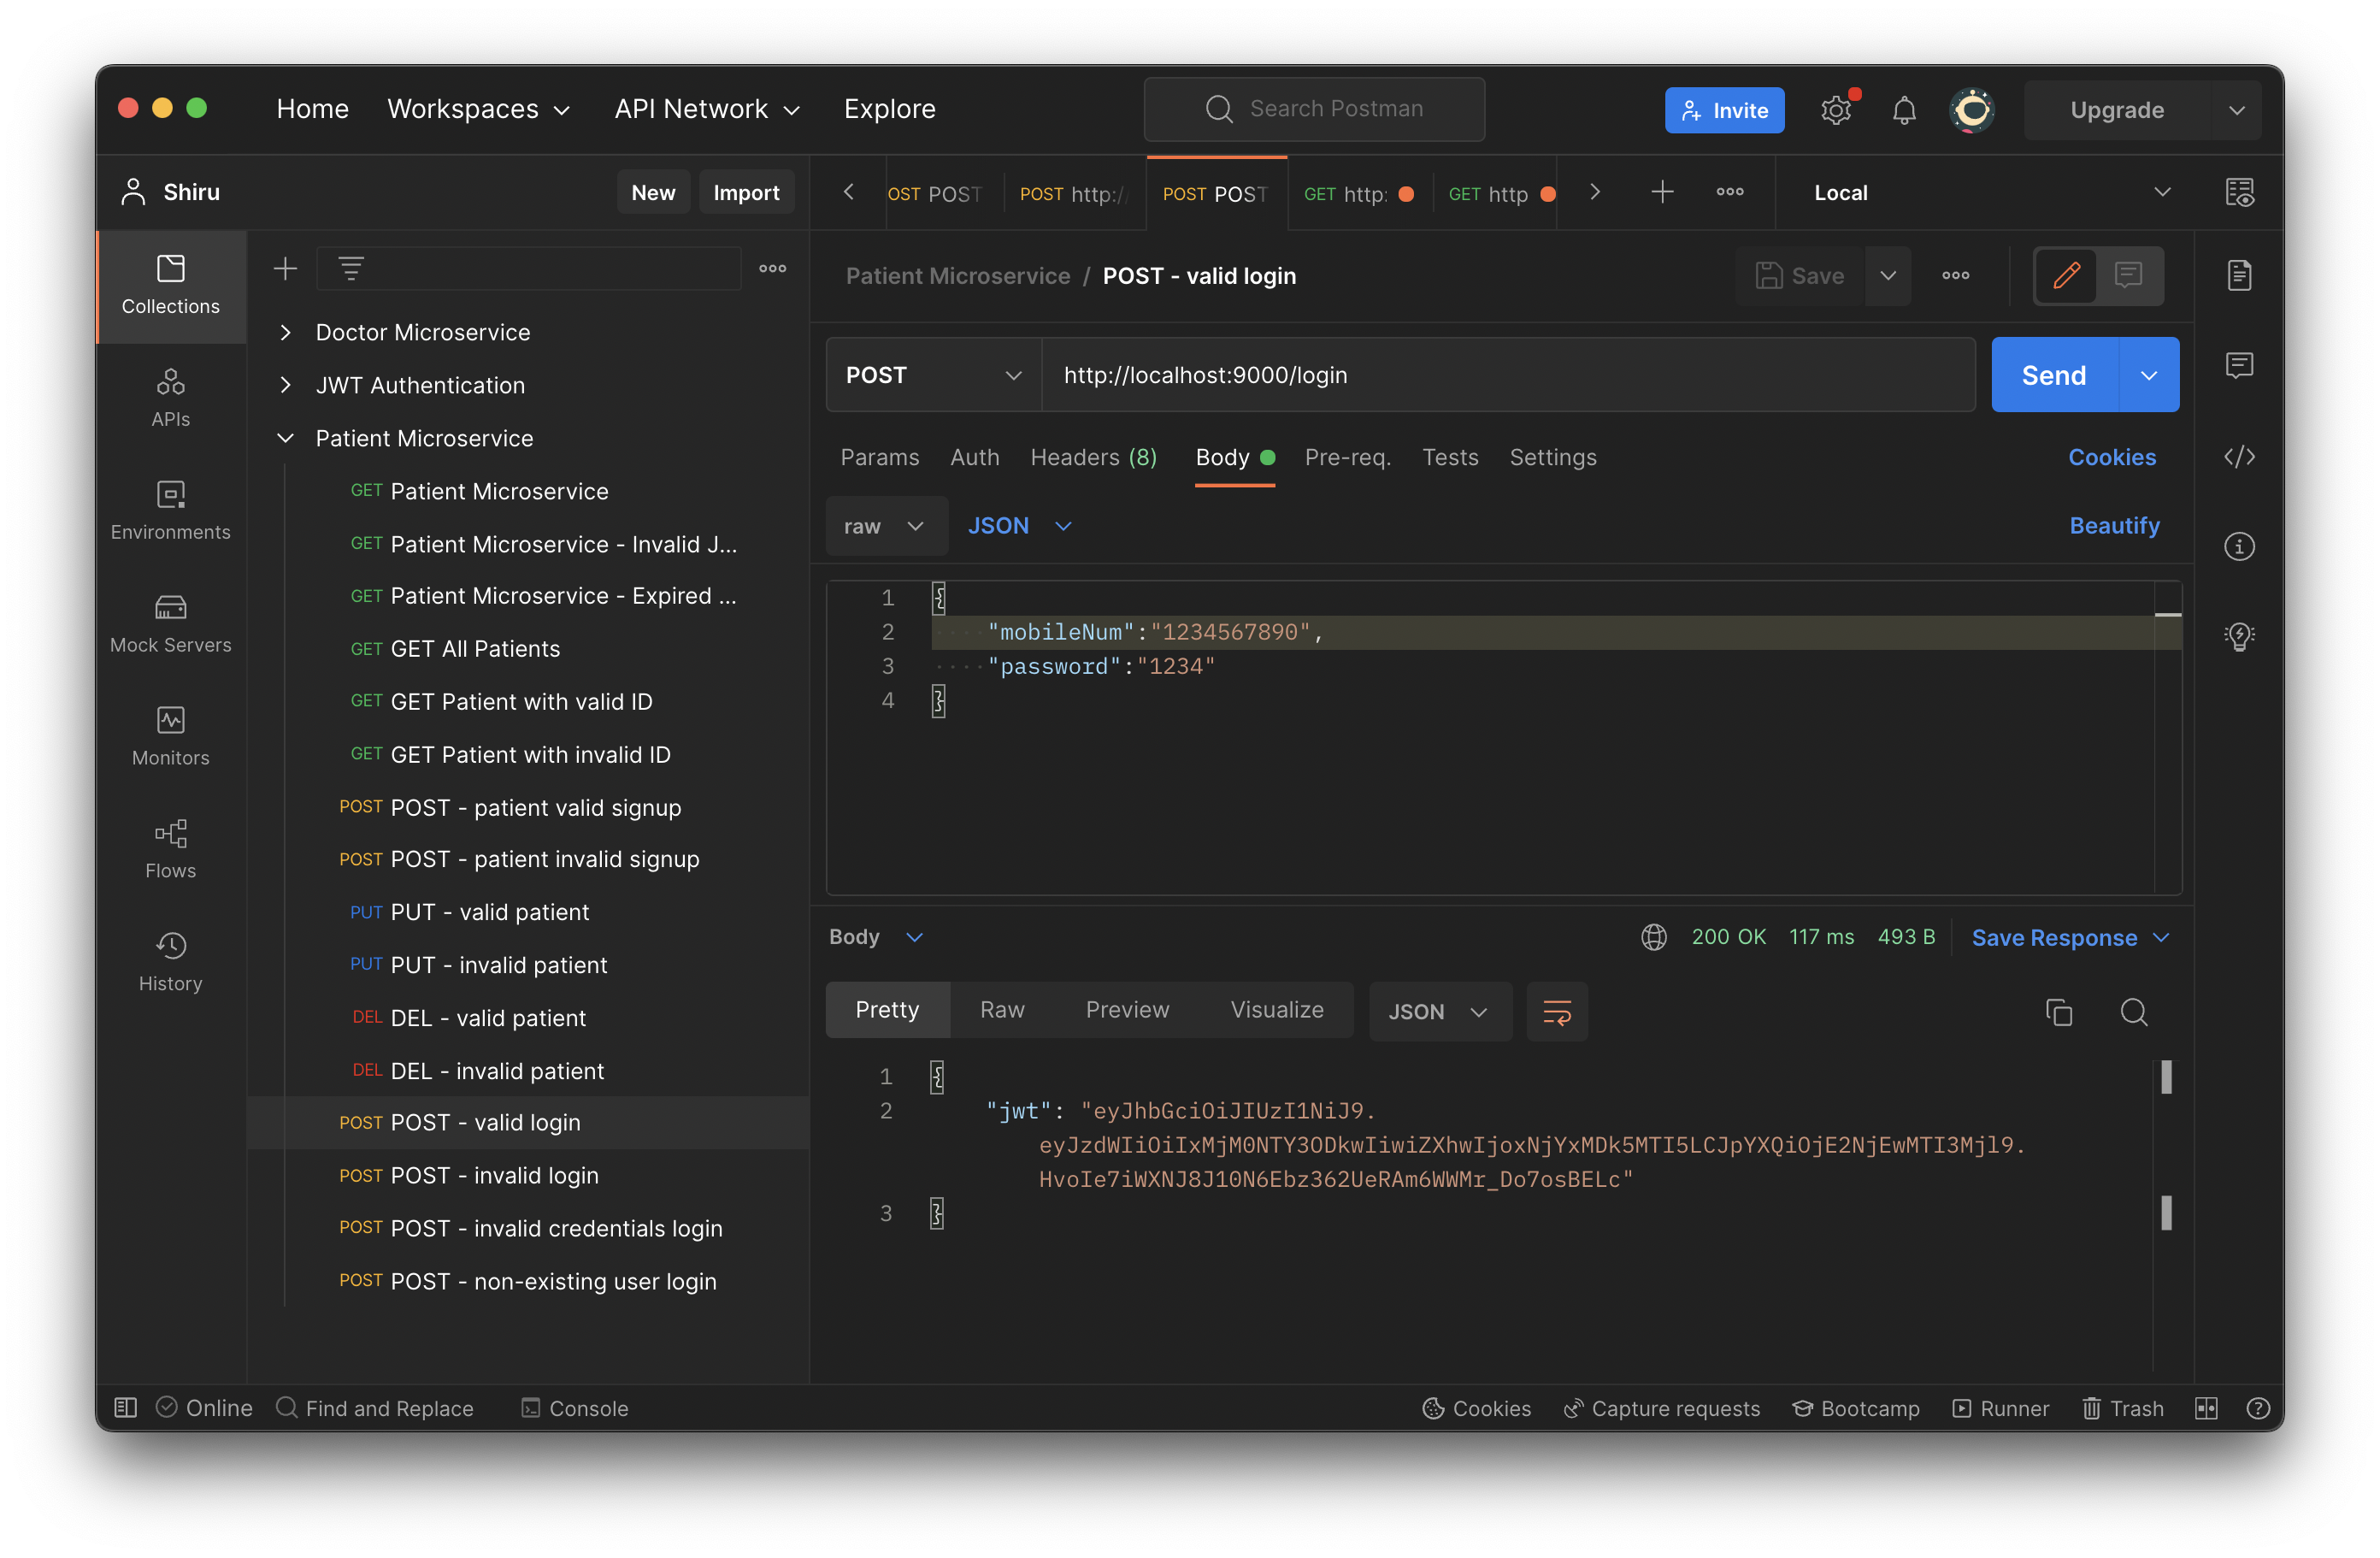 Home Workspaces API Network Explore Search Postman Invite Upgrade
Shiru New Import
OST POST POST http:// POST POST GET http: GET http Local
Collections
APIs
Environments
Mock Servers
Monitors
Flows
History
Doctor Microservice
JWT Authentication
Patient Microservice
GET Patient Microservice
GET Patient Microservice - Invalid J...
GET Patient Microservice - Expired ...
GET GET All Patients
GET GET Patient with valid ID
GET GET Patient with invalid ID
POST POST - patient valid signup
POST POST - patient invalid signup
PUT PUT - valid patient
PUT PUT - invalid patient
DEL DEL - valid patient
DEL DEL - invalid patient
POST POST - valid login
POST POST - invalid login
POST POST - invalid credentials login
POST POST - non-existing user login
Patient Microservice / POST - valid login Save
POST http://localhost:9000/login Send
Params Auth Headers (8) Body Pre-req. Tests Settings Cookies
raw JSON Beautify
1 {
2 "mobileNum":"1234567890",
3 "password":"1234"
4 }
Body 200 OK 117 ms 493 B Save Response
Pretty Raw Preview Visualize JSON
1 {
2 "jwt": "eyJhbGciOiJIUzI1NiJ9.
eyJzdWIiOiIxMjM0NTY3ODkwIiwiZXhwIjoxNjYxMDk5MTI5LCJpYXQiOjE2NjEwMTI3Mjl9.
HvoIe7iWXNJ8J10N6Ebz362UeRAm6WWMr_Do7osBELc"
3 }
Online Find and Replace Console Cookies Capture requests Bootcamp Runner Trash